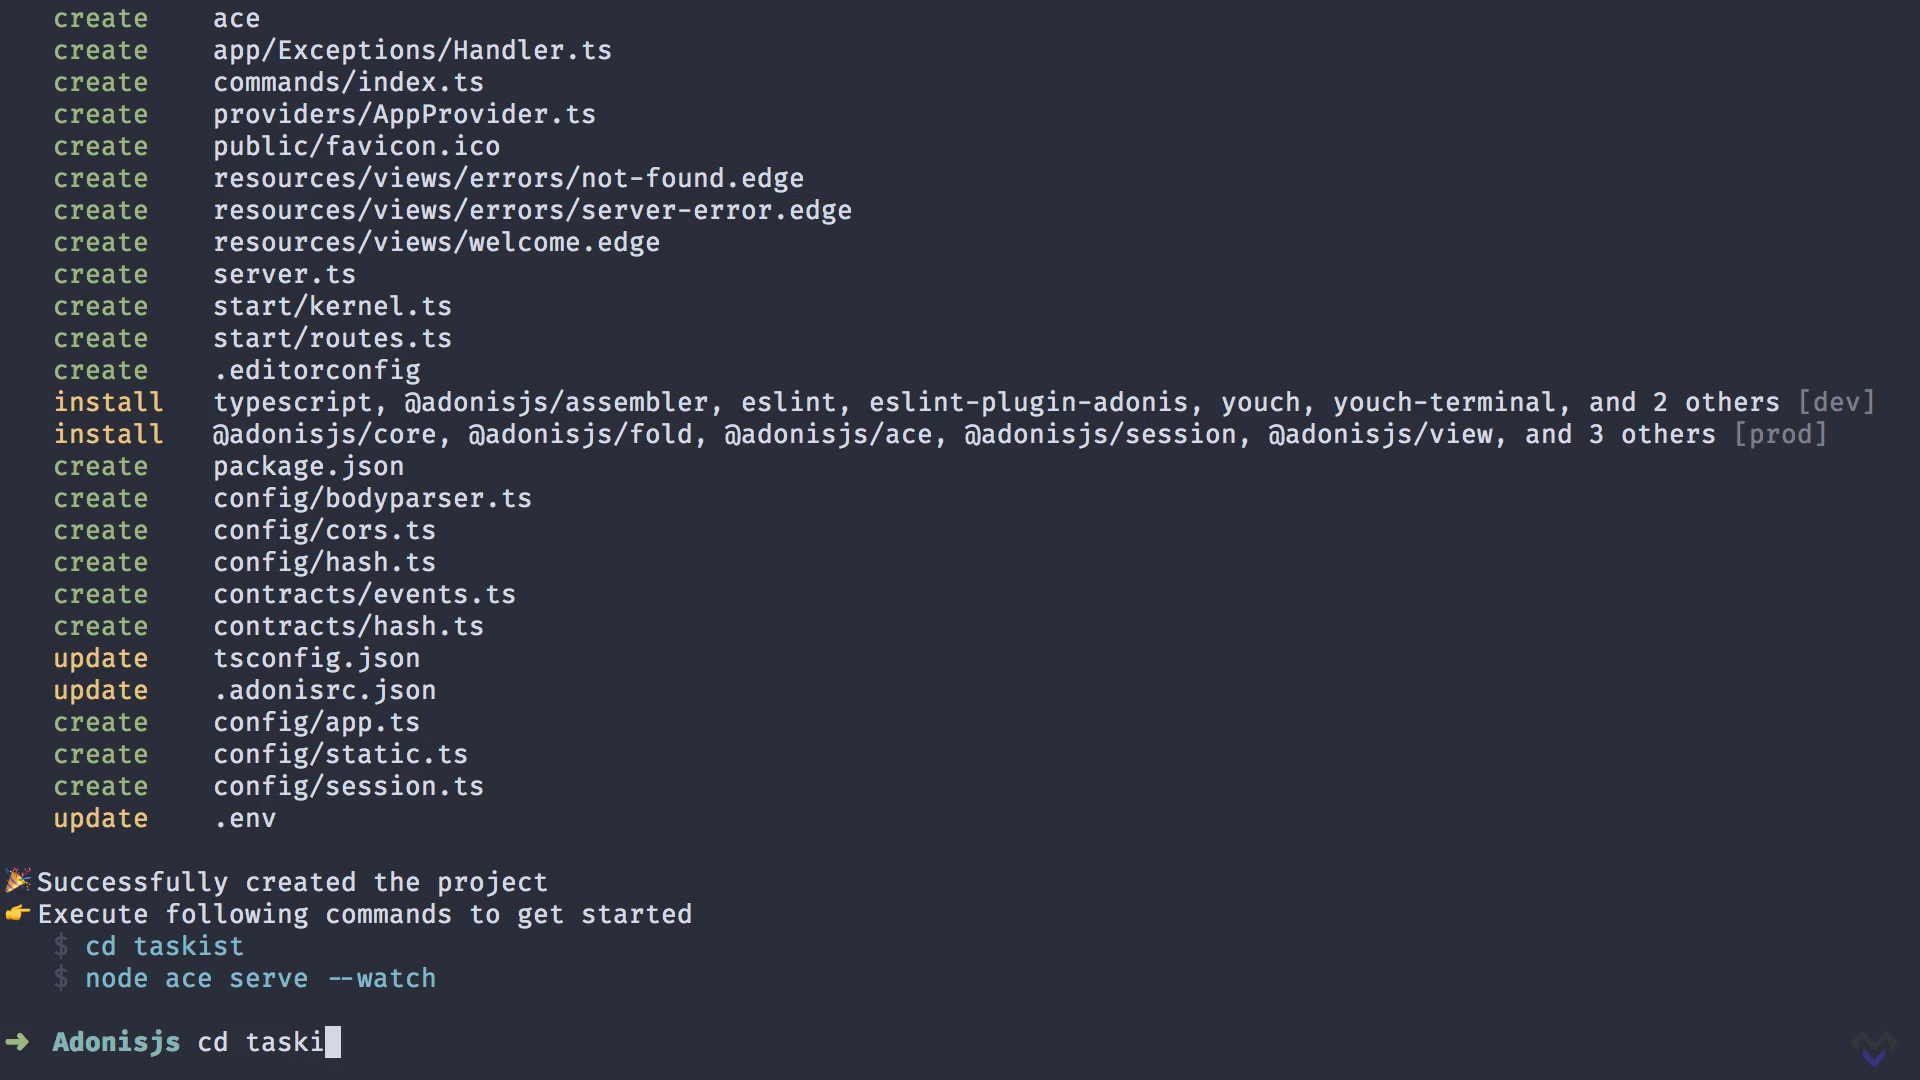 create    ace
create    app/Exceptions/Handler.ts
create    commands/index.ts
create    providers/AppProvider.ts
create    public/favicon.ico
create    resources/views/errors/not-found.edge
create    resources/views/errors/server-error.edge
create    resources/views/welcome.edge
create    server.ts
create    start/kernel.ts
create    start/routes.ts
create    .editorconfig
install   typescript, @adonisjs/assembler, eslint, eslint-plugin-adonis, youch, youch-terminal, and 2 others [dev]
install   @adonisjs/core, @adonisjs/fold, @adonisjs/ace, @adonisjs/session, @adonisjs/view, and 3 others [prod]
create    package.json
create    config/bodyparser.ts
create    config/cors.ts
create    config/hash.ts
create    contracts/events.ts
create    contracts/hash.ts
update    tsconfig.json
update    .adonisrc.json
create    config/app.ts
create    config/static.ts
create    config/session.ts
update    .env
🎉Successfully created the project
👉Execute following commands to get started
$ cd taskist
$ node ace serve --watch
➜  Adonisjs cd taski